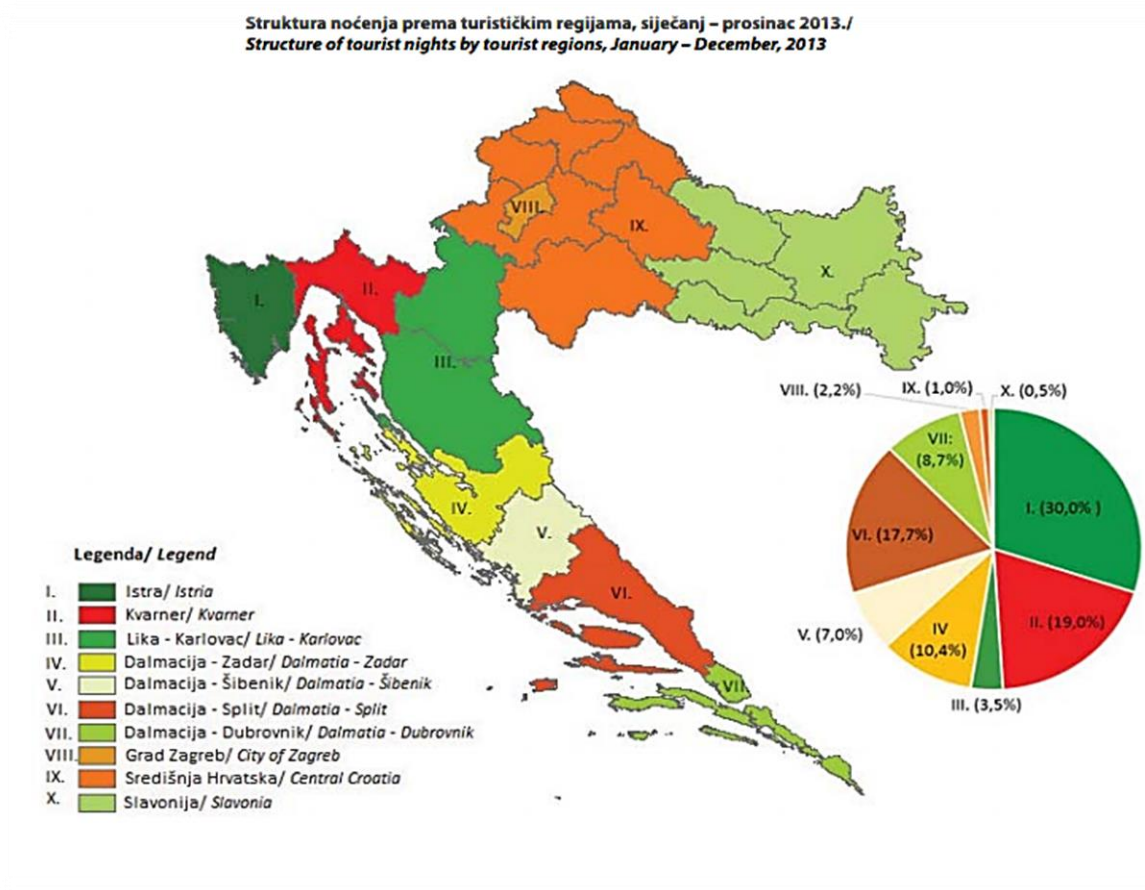 Struktura noćenja prema turističkim regijama, siječanj – prosinac 2013./
Structure of tourist nights by tourist regions, January – December, 2013
VIII.
IX.
X.
I.
II.
III.
IV.
V.
VI.
VII.
VIII. (2,2%)
IX. (1,0%)
X. (0,5%)
VII:
(8,7%)
I. (30,0% )
VI. (17,7%)
II. (19,0%)
V. (7,0%)
IV
(10,4%)
III. (3,5%)
Legenda/ Legend
I. Istra/ Istria
II. Kvarner/ Kvarner
III. Lika - Karlovac/ Lika - Karlovac
IV. Dalmacija - Zadar/ Dalmatia - Zadar
V. Dalmacija - Šibenik/ Dalmatia - Šibenik
VI. Dalmacija - Split/ Dalmatia - Split
VII. Dalmacija - Dubrovnik/ Dalmatia - Dubrovnik
VIII. Grad Zagreb/ City of Zagreb
IX. Središnja Hrvatska/ Central Croatia
X. Slavonija/ Slavonia